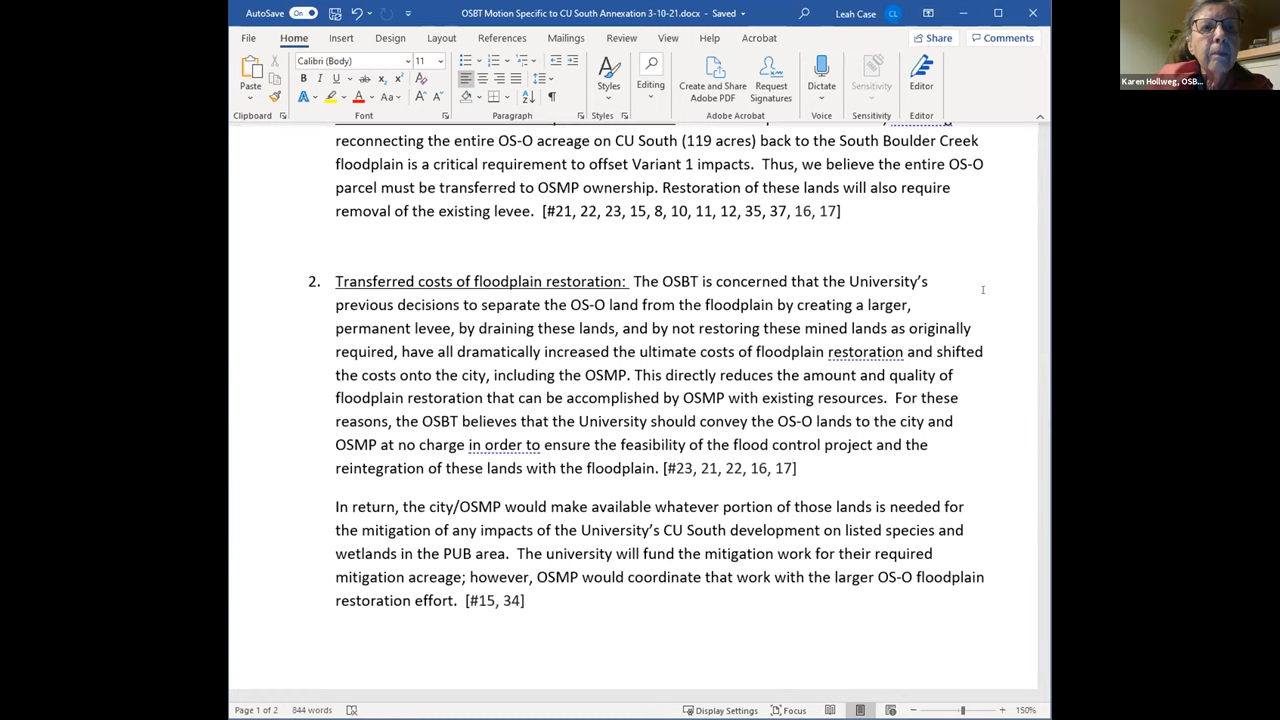 AutoSave On OSBT Motion Specific to CU South Annexation 3-10-21.docx - Saved Leah Case CL
File Home Insert Design Layout References Mailings Review View Help Acrobat Share Comments
Calibri (Body) 11
Paste
B I U ab x₂ x²
A A Aa A A
Styles
Editing
Create and Share
Adobe PDF
Request
Signatures
Dictate
Sensitivity
Editor
Clipboard Font Paragraph Styles Adobe Acrobat Voice Sensitivity Editor
Karen Hollweg, OSB...
reconnecting the entire OS-O acreage on CU South (119 acres) back to the South Boulder Creek
floodplain is a critical requirement to offset Variant 1 impacts. Thus, we believe the entire OS-O
parcel must be transferred to OSMP ownership. Restoration of these lands will also require
removal of the existing levee. [#21, 22, 23, 15, 8, 10, 11, 12, 35, 37, 16, 17]
2. Transferred costs of floodplain restoration: The OSBT is concerned that the University's
previous decisions to separate the OS-O land from the floodplain by creating a larger,
permanent levee, by draining these lands, and by not restoring these mined lands as originally
required, have all dramatically increased the ultimate costs of floodplain restoration and shifted
the costs onto the city, including the OSMP. This directly reduces the amount and quality of
floodplain restoration that can be accomplished by OSMP with existing resources. For these
reasons, the OSBT believes that the University should convey the OS-O lands to the city and
OSMP at no charge in order to ensure the feasibility of the flood control project and the
reintegration of these lands with the floodplain. [#23, 21, 22, 16, 17]
In return, the city/OSMP would make available whatever portion of those lands is needed for
the mitigation of any impacts of the University's CU South development on listed species and
wetlands in the PUB area. The university will fund the mitigation work for their required
mitigation acreage; however, OSMP would coordinate that work with the larger OS-O floodplain
restoration effort. [#15, 34]
Page 1 of 2 844 words Display Settings Focus 150%